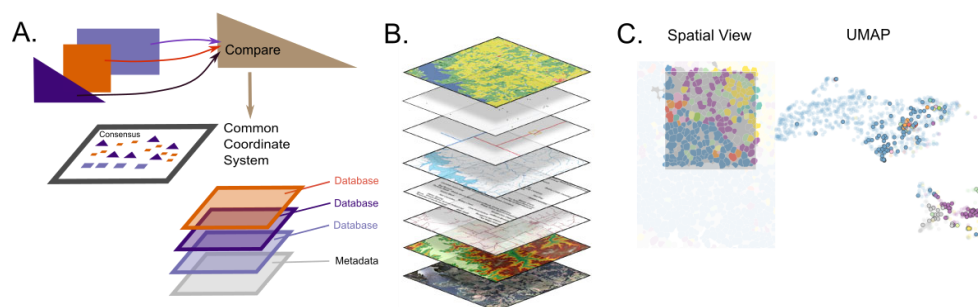 A.
Compare
Consensus
Common
Coordinate
System
Database
Database
Database
Metadata
B.
C.
Spatial View
UMAP